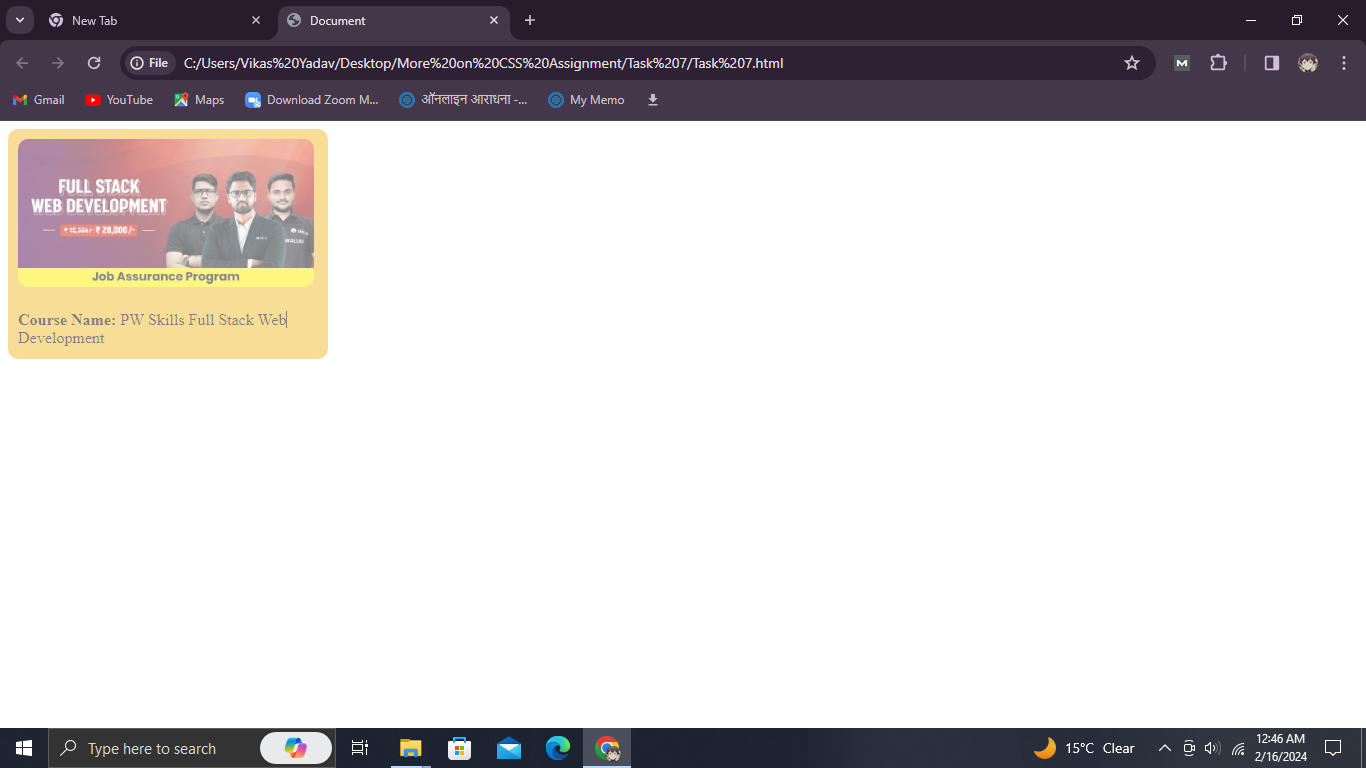 New Tab
Document
File
C:/Users/Vikas%20Yadav/Desktop/More%20on%20CSS%20Assignment/Task%207/Task%207.html
M
Gmail
YouTube
Maps
Download Zoom M...
ऑनलाइन आराधना -...
My Memo
FULL STACK
WEB DEVELOPMENT
₹ 20,000 /-
Job Assurance Program
Course Name: PW Skills Full Stack Web
Development
Type here to search
15°C Clear
12:46 AM
2/16/2024